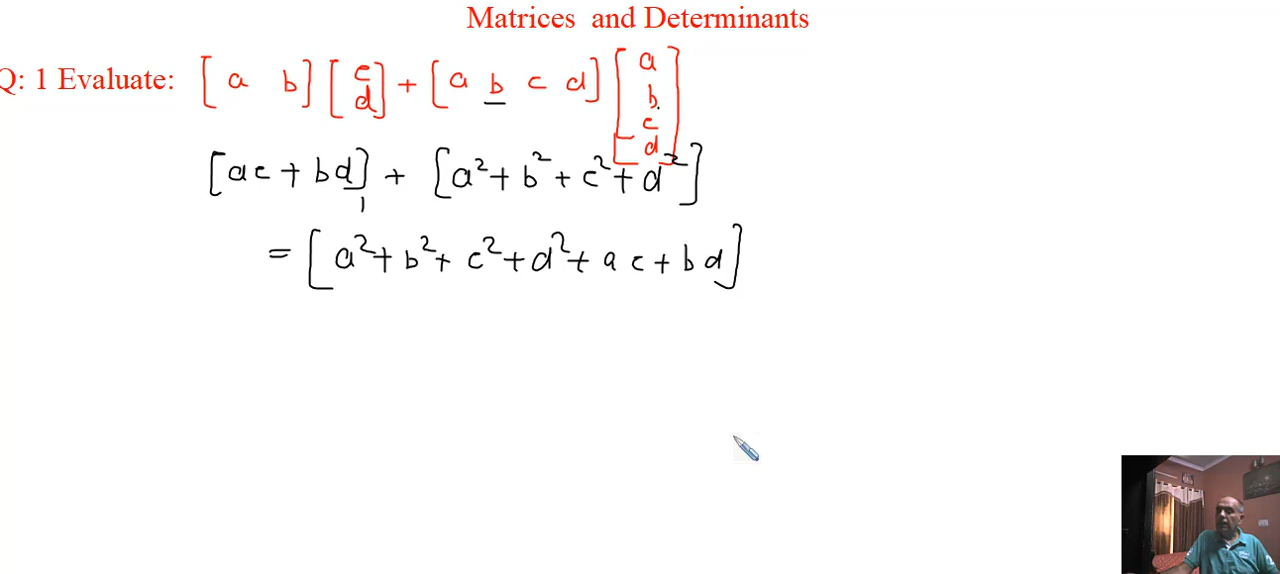 Matrices and Determinants
Q: 1 Evaluate: [a b] [c d] + [a b c d] [a b c d]
[ac + bd] + [a² + b² + c² + d²]
= [a² + b² + c² + d² + ac + bd]